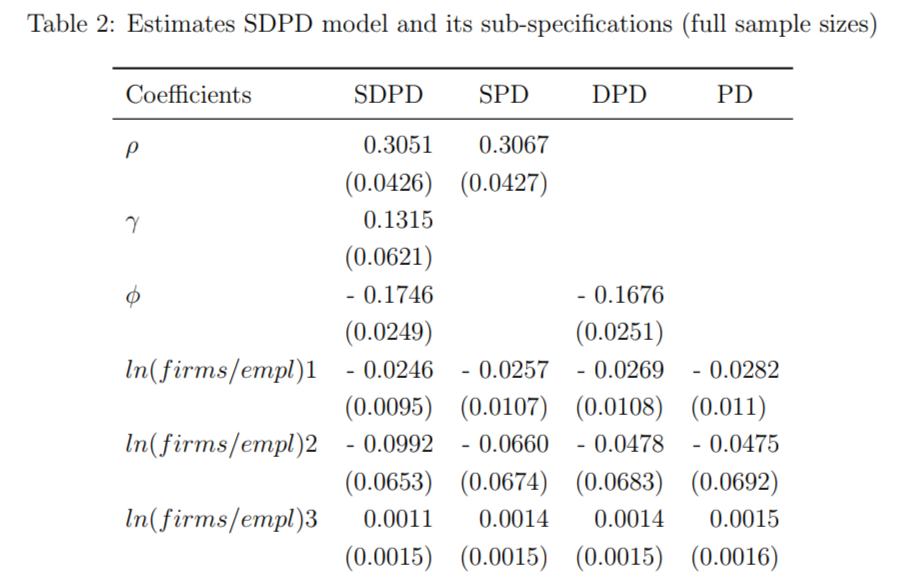 Table 2: Estimates SDPD model and its sub-specifications (full sample sizes)
Coefficients SDPD SPD DPD PD
ρ 0.3051 0.3067
(0.0426) (0.0427)
γ 0.1315
(0.0621)
ϕ - 0.1746 - 0.1676
(0.0249) (0.0251)
ln(firms/empl)1 - 0.0246 - 0.0257 - 0.0269 - 0.0282
(0.0095) (0.0107) (0.0108) (0.011)
ln(firms/empl)2 - 0.0992 - 0.0660 - 0.0478 - 0.0475
(0.0653) (0.0674) (0.0683) (0.0692)
ln(firms/empl)3 0.0011 0.0014 0.0014 0.0015
(0.0015) (0.0015) (0.0015) (0.0016)